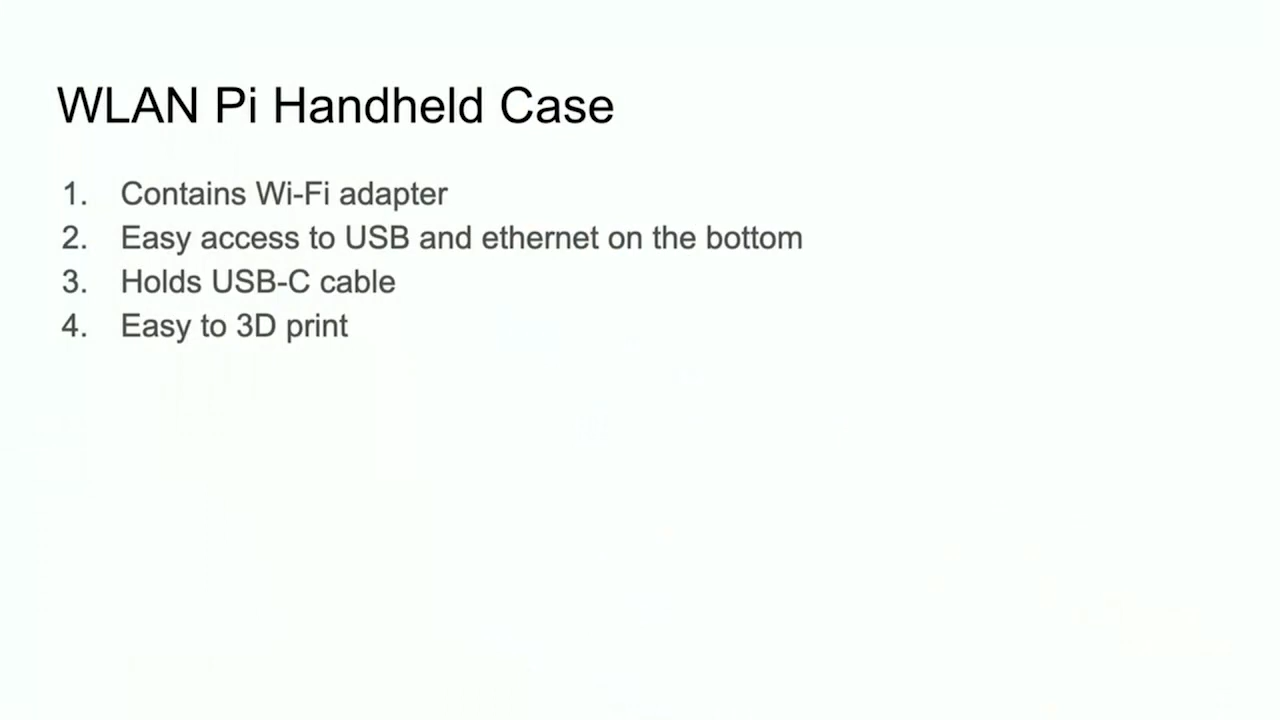 WLAN Pi Handheld Case
1. Contains Wi-Fi adapter
2. Easy access to USB and ethernet on the bottom
3. Holds USB-C cable
4. Easy to 3D print